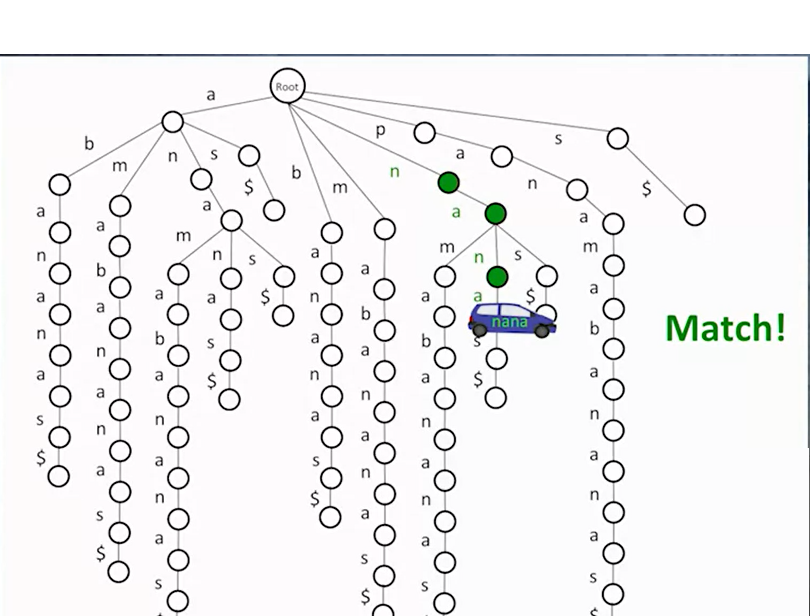 Root
a
p s
b a n s
m b n
n $ m $
a a a a
a m
m n s m
n a n s
b a a
a a a $ n a a $ a
a b nana
Match!
n b s a b s b
n a
a a $ n a $ a
a n
s n a n n
n a
$ a s a a
a n
n $ n n
s a
a a a
$ s
s s s
$